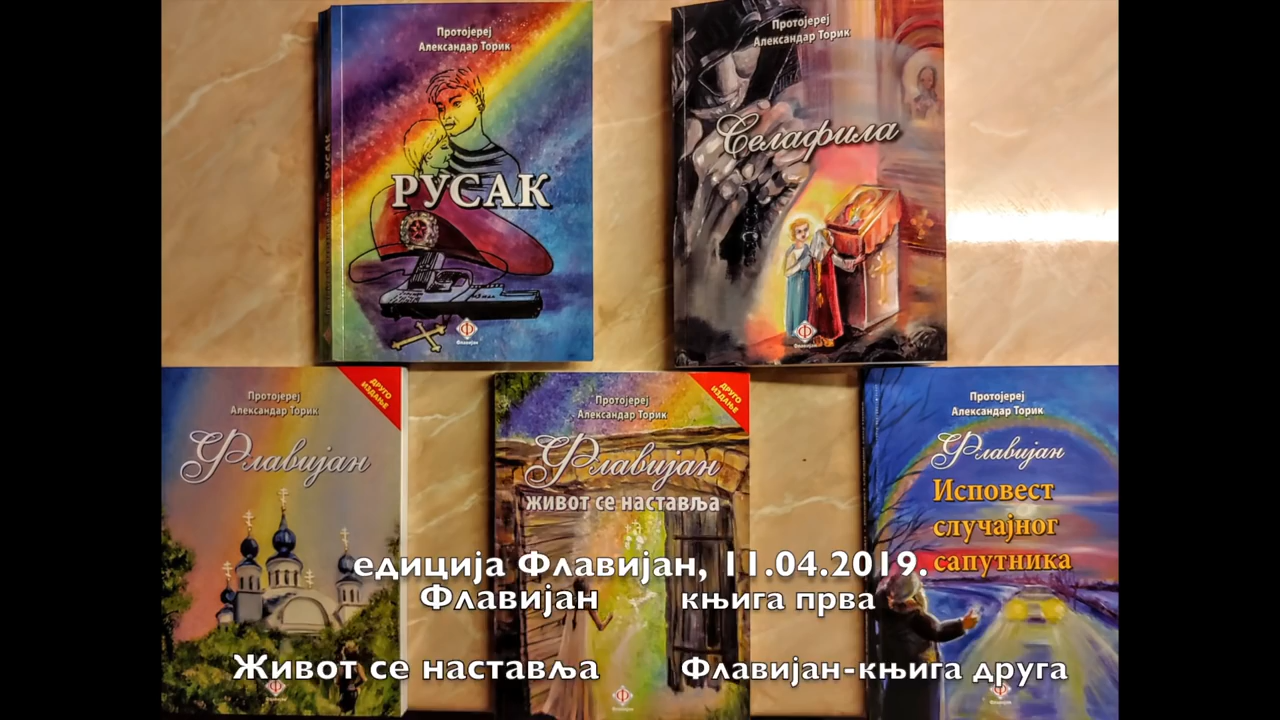 Протојереј
Александар Торик
РУСАК
Флавијан
Протојереј
Александар Торик
Селафила
Флавијан
Протојереј
Александар Торик
Флавијан
ДРУГО
ИЗДАЊЕ
Протојереј
Александар Торик
Флавијан
живот се наставља
ДРУГО
ИЗДАЊЕ
Протојереј
Александар Торик
Флавијан
Исповест
случајног
сапутника
едиција Флавијан, 11.04.2019.
Флавијан књига прва
Живот се наставља Флавијан-књига друга